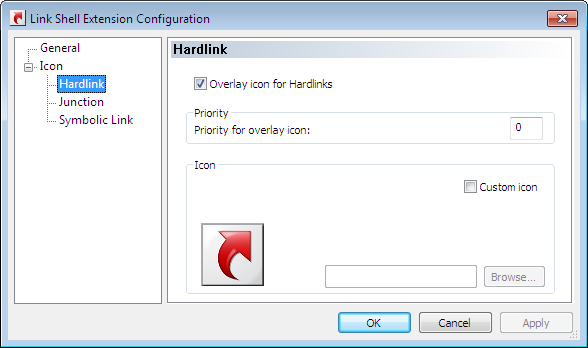 Link Shell Extension Configuration
General
Icon
Hardlink
Junction
Symbolic Link
Hardlink
Overlay icon for Hardlinks
Priority
Priority for overlay icon:
0
Icon
Custom icon
Browse...
OK
Cancel
Apply